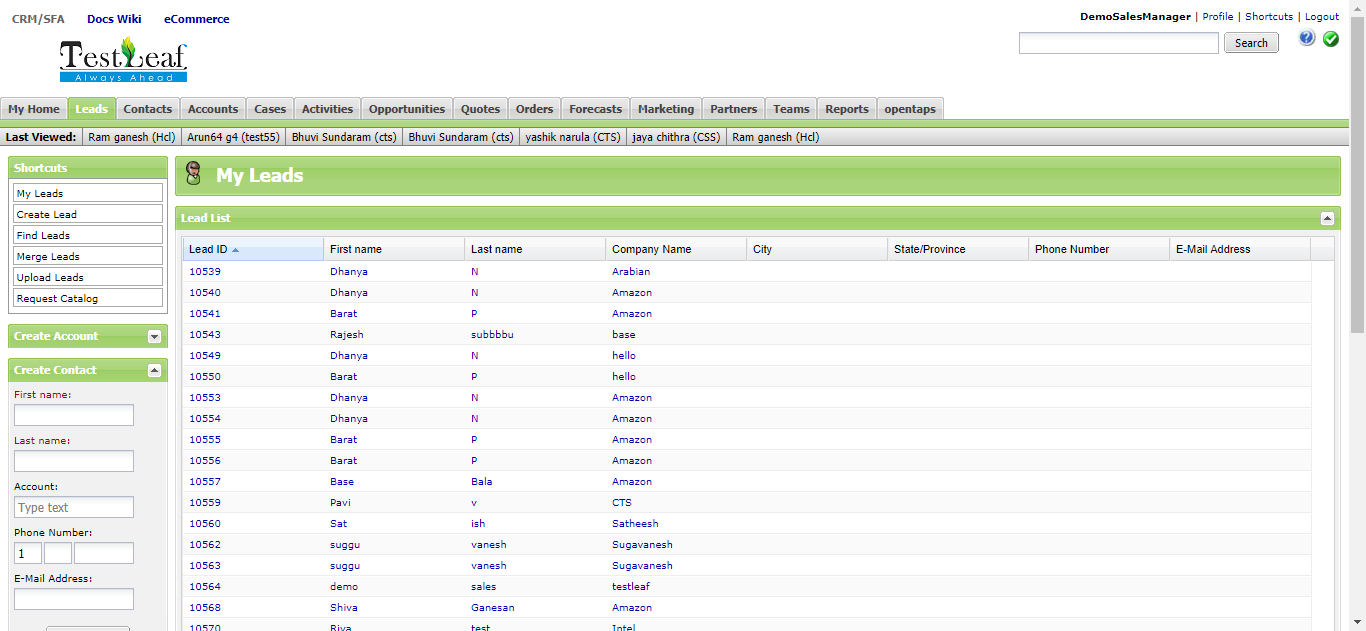 CRM/SFA Docs Wiki eCommerce
DemoSalesManager | Profile | Shortcuts | Logout
TestLeaf
Always Ahead
Search
?
My Home Leads Contacts Accounts Cases Activities Opportunities Quotes Orders Forecasts Marketing Partners Teams Reports opentaps
Last Viewed: Ram ganesh (Hcl) Arun64 g4 (test55) Bhuvi Sundaram (cts) Bhuvi Sundaram (cts) yashik narula (CTS) jaya chithra (CSS) Ram ganesh (Hcl)
Shortcuts
My Leads
Create Lead
Find Leads
Merge Leads
Upload Leads
Request Catalog
Create Account
Create Contact
First name:
Last name:
Account:
Type text
Phone Number:
1
E-Mail Address:
My Leads
Lead List
Lead ID First name Last name Company Name City State/Province Phone Number E-Mail Address
10539 Dhanya N Arabian
10540 Dhanya N Amazon
10541 Barat P Amazon
10543 Rajesh subbbbu base
10549 Dhanya N hello
10550 Barat P hello
10553 Dhanya N Amazon
10554 Dhanya N Amazon
10555 Barat P Amazon
10556 Barat P Amazon
10557 Base Bala Amazon
10559 Pavi v CTS
10560 Sat ish Satheesh
10562 suggu vanesh Sugavanesh
10563 suggu vanesh Sugavanesh
10564 demo sales testleaf
10568 Shiva Ganesan Amazon
10570 Riya test Intel